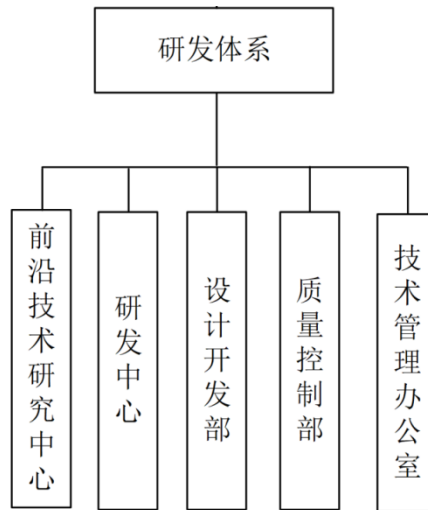 研发体系
前沿技术研究中心
研发中心
设计开发部
质量控制部
技术管理办公室